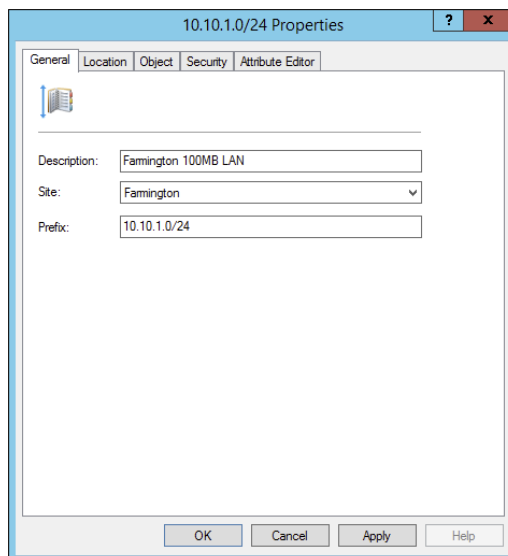 10.10.1.0/24 Properties
? x
General Location Object Security Attribute Editor
Description: Farmington 100MB LAN
Site: Farmington
Prefix: 10.10.1.0/24
OK Cancel Apply Help